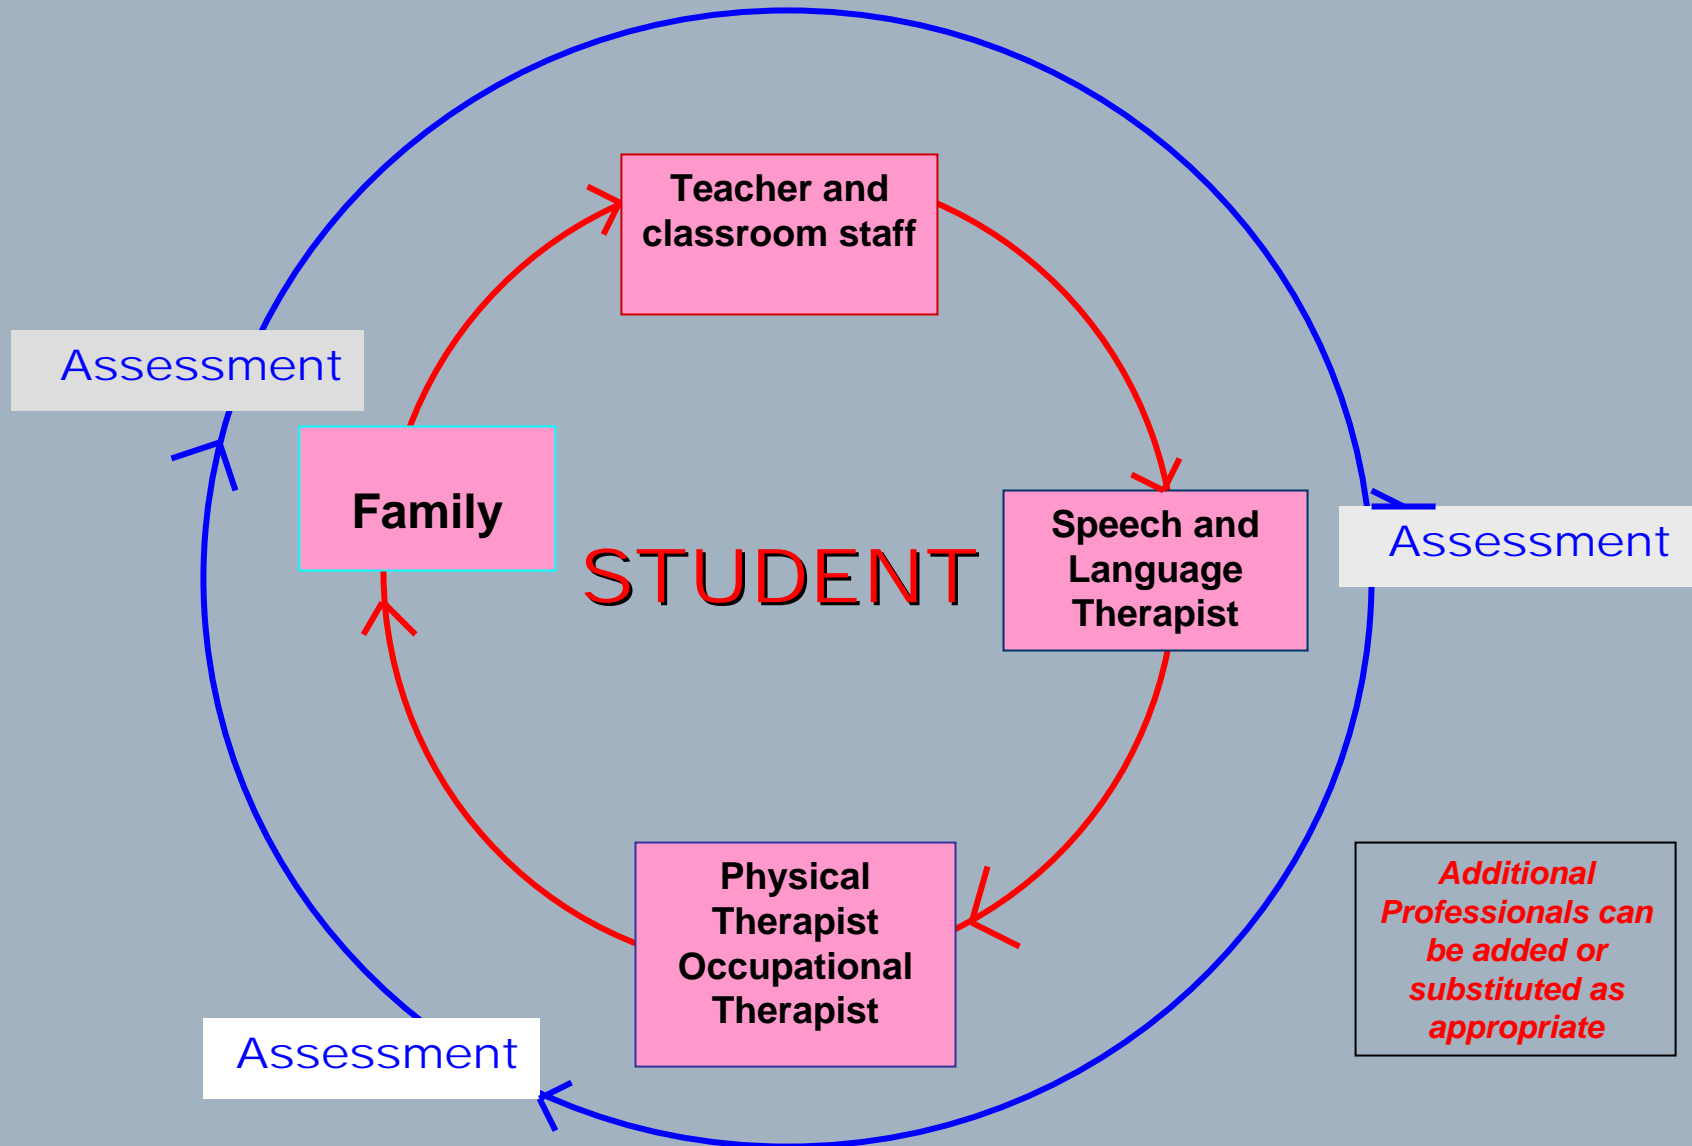 Teacher and
classroom staff
Assessment
Family
STUDENT
Speech and
Language
Therapist
Assessment
Physical
Therapist
Occupational
Therapist
Assessment
Additional
Professionals can
be added or
substituted as
appropriate